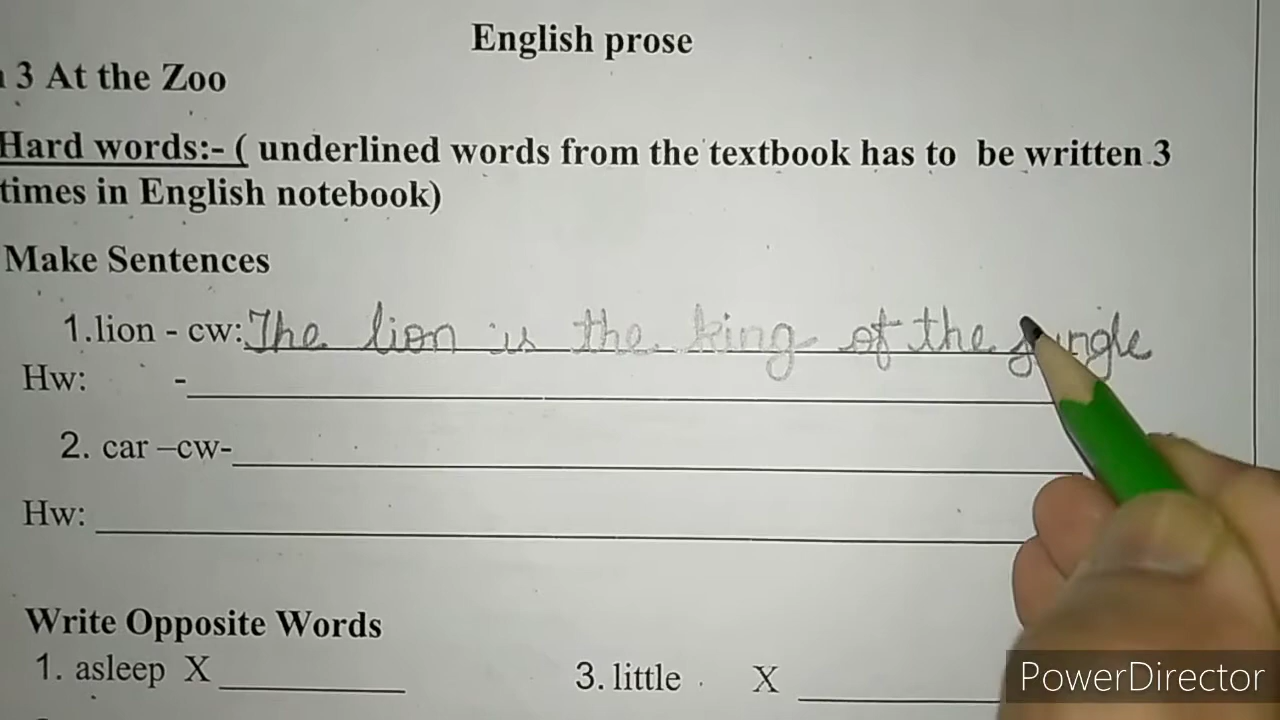 English prose
3 At the Zoo
Hard words:- ( underlined words from the textbook has to be written 3
times in English notebook)
Make Sentences
1.lion - cw: The lion is the king of the jungle
Hw: -
2. car –cw-
Hw:
Write Opposite Words
1. asleep X 3. little X
PowerDirector